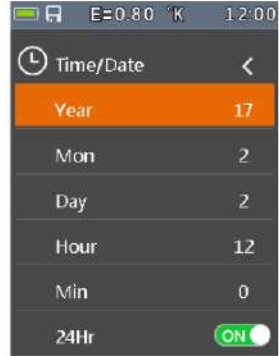 E=0.80 °K 12:00
Time/Date <
Year 17
Mon 2
Day 2
Hour 12
Min 0
24Hr ON